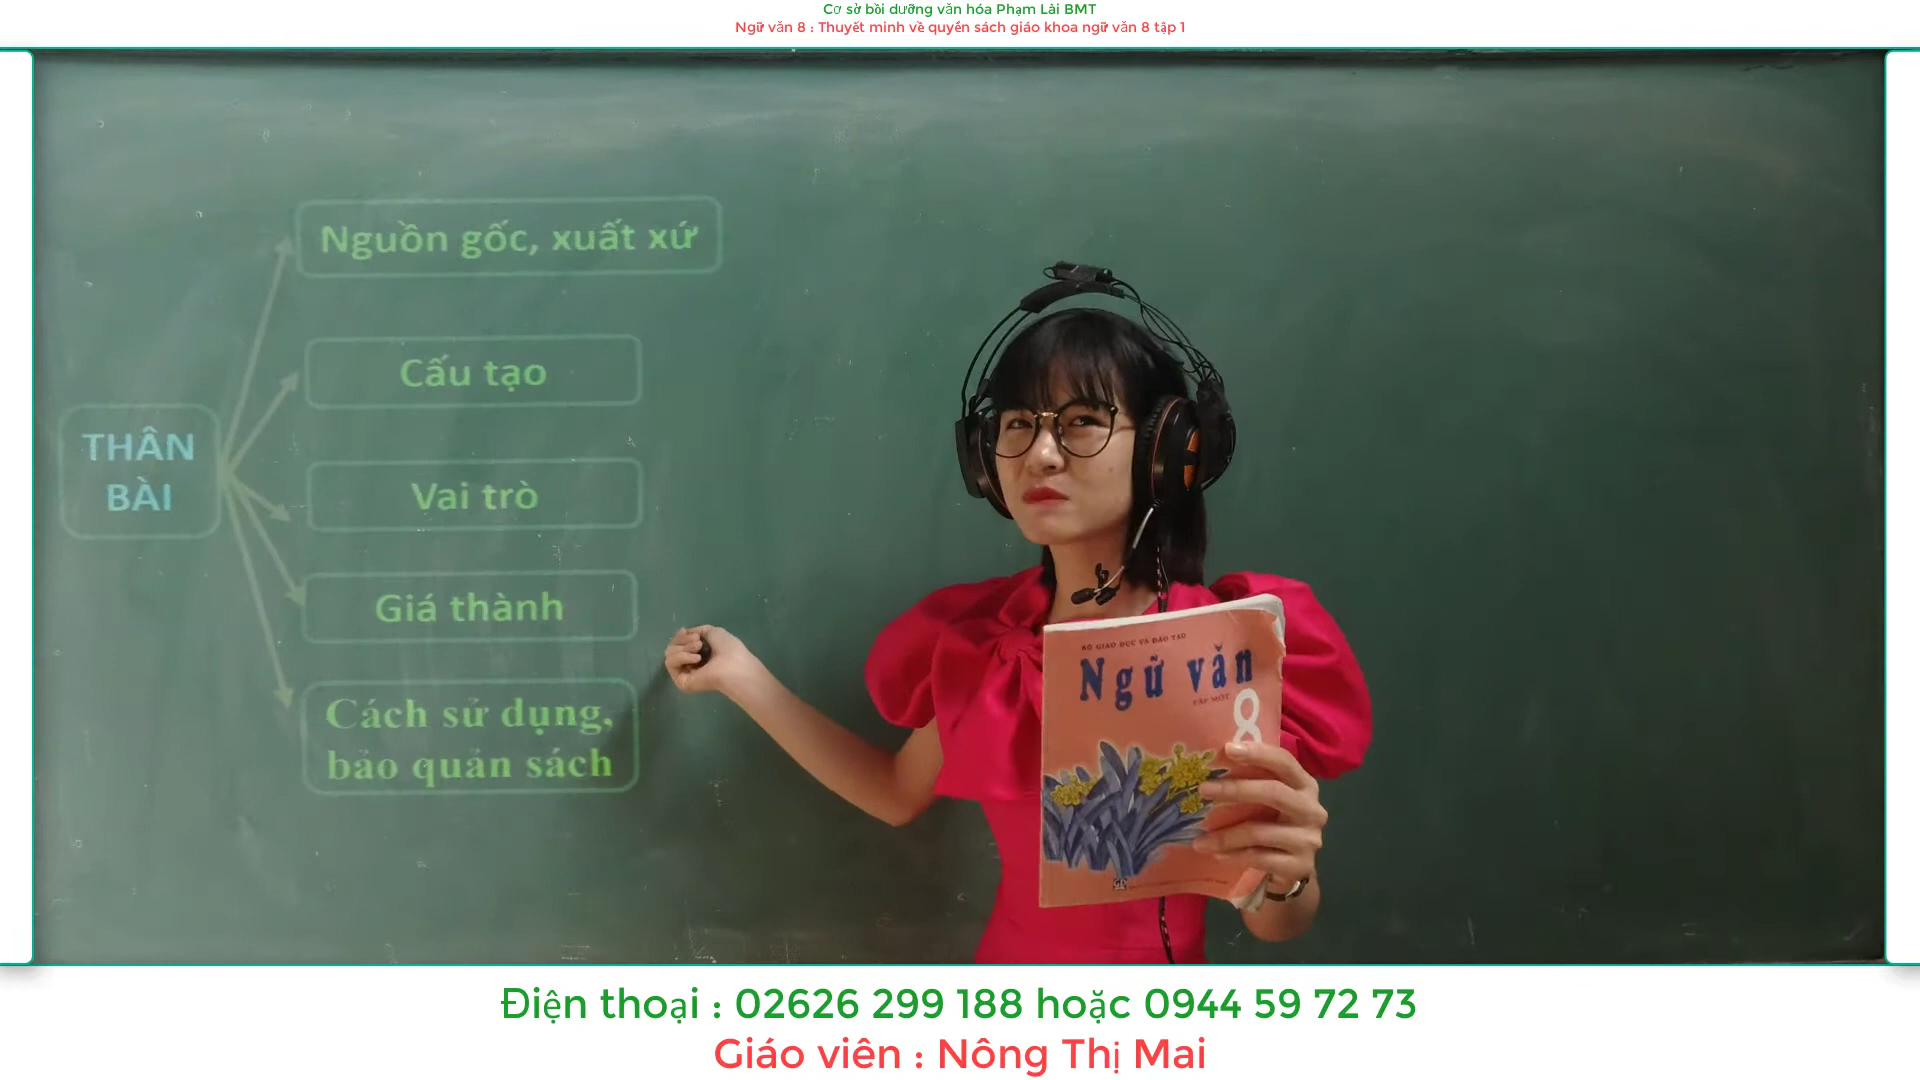 Cơ sở bồi dưỡng văn hóa Phạm Lài BMT
Ngữ văn 8 : Thuyết minh về quyển sách giáo khoa ngữ văn 8 tập 1
THÂN
BÀI
Nguồn gốc, xuất xứ
Cấu tạo
Vai trò
Giá thành
Cách sử dụng,
bảo quản sách
BỘ GIÁO DỤC VÀ ĐÀO TẠO
Ngữ văn
TẬP MỘT
8
Điện thoại : 02626 299 188 hoặc 0944 59 72 73
Giáo viên : Nông Thị Mai